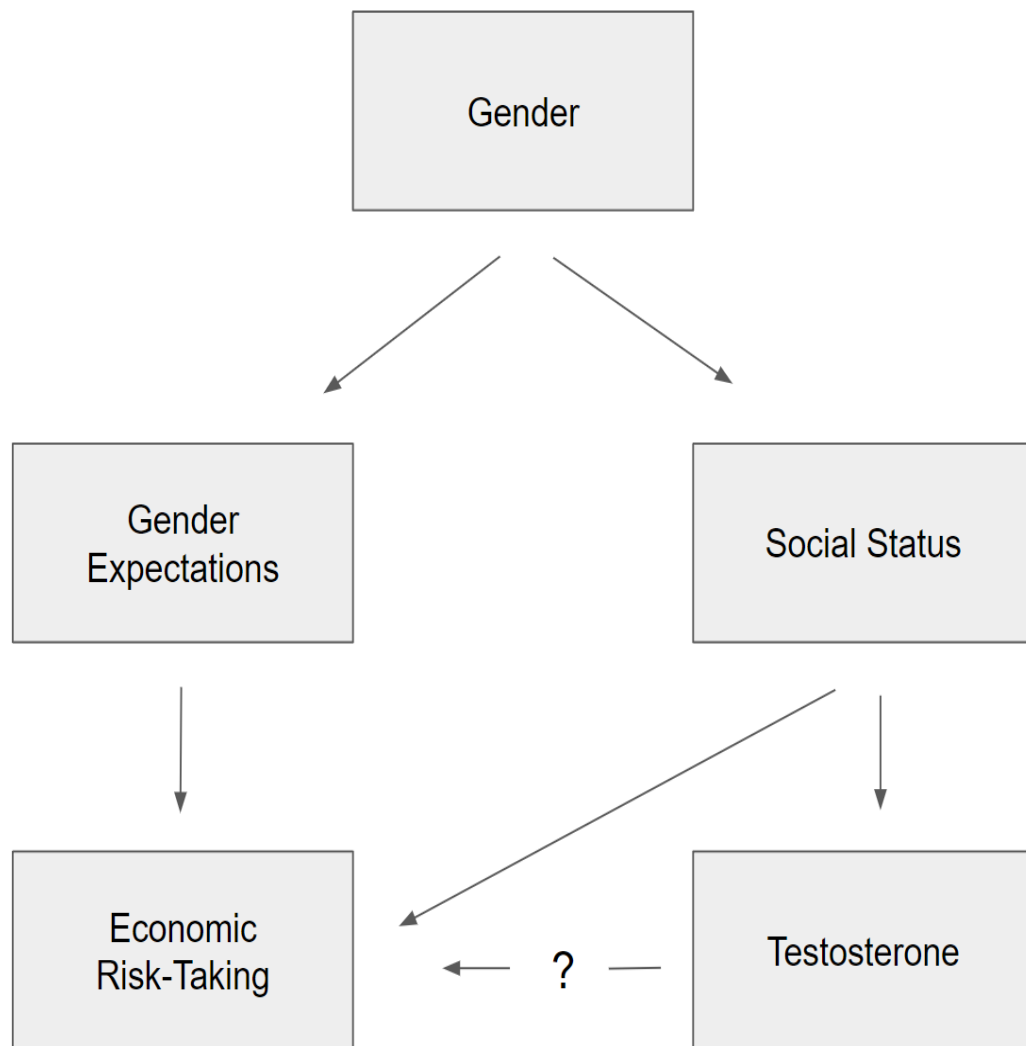 Gender
Gender
Expectations
Social Status
Economic
Risk-Taking
?
Testosterone